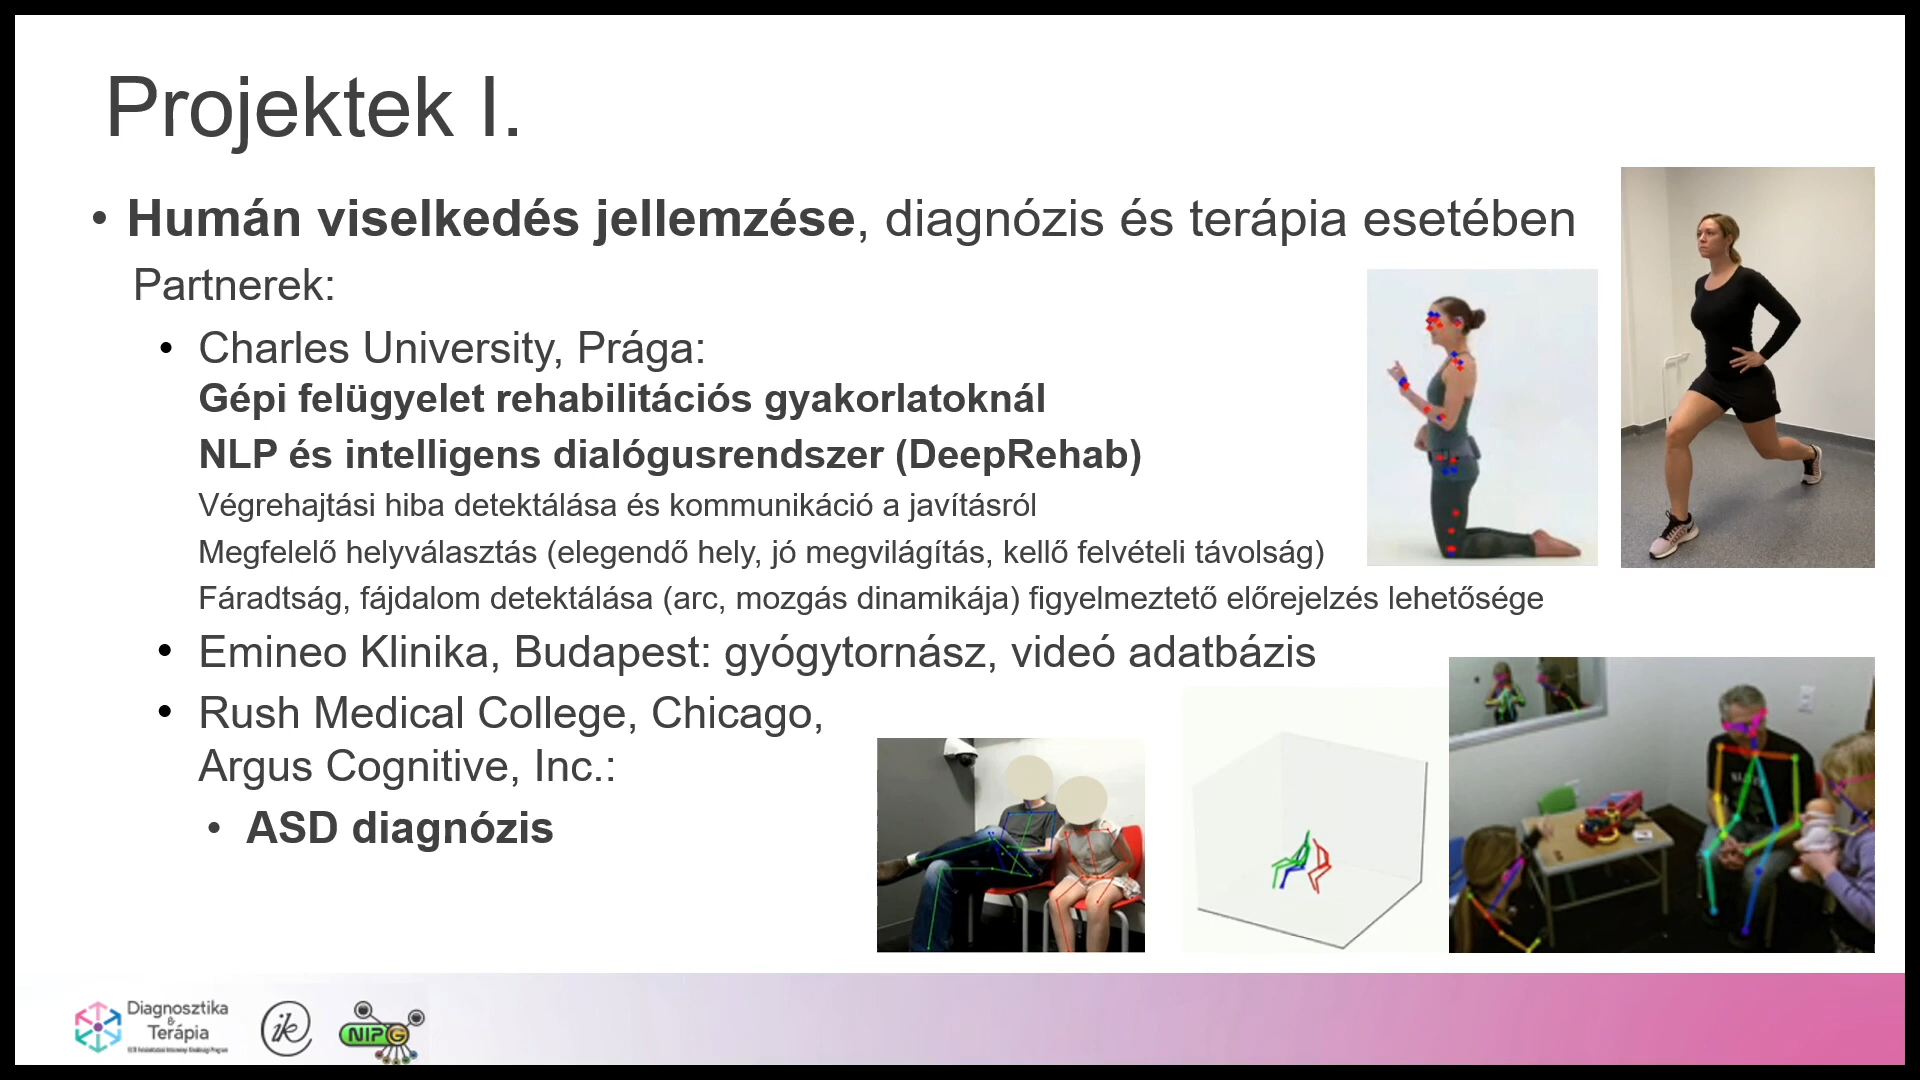 Projektek I.
• Humán viselkedés jellemzése, diagnózis és terápia esetében
Partnerek:
• Charles University, Prága:
Gépi felügyelet rehabilitációs gyakorlatoknál
NLP és intelligens dialógusrendszer (DeepRehab)
Végrehajtási hiba detektálása és kommunikáció a javításról
Megfelelő helyválasztás (elegendő hely, jó megvilágítás, kellő felvételi távolság)
Fáradtság, fájdalom detektálása (arc, mozgás dinamikája) figyelmeztető előrejelzés lehetősége
• Emineo Klinika, Budapest: gyógytornász, videó adatbázis
• Rush Medical College, Chicago,
Argus Cognitive, Inc.:
• ASD diagnózis
Diagnosztika
&
Terápia
ik
NIPG